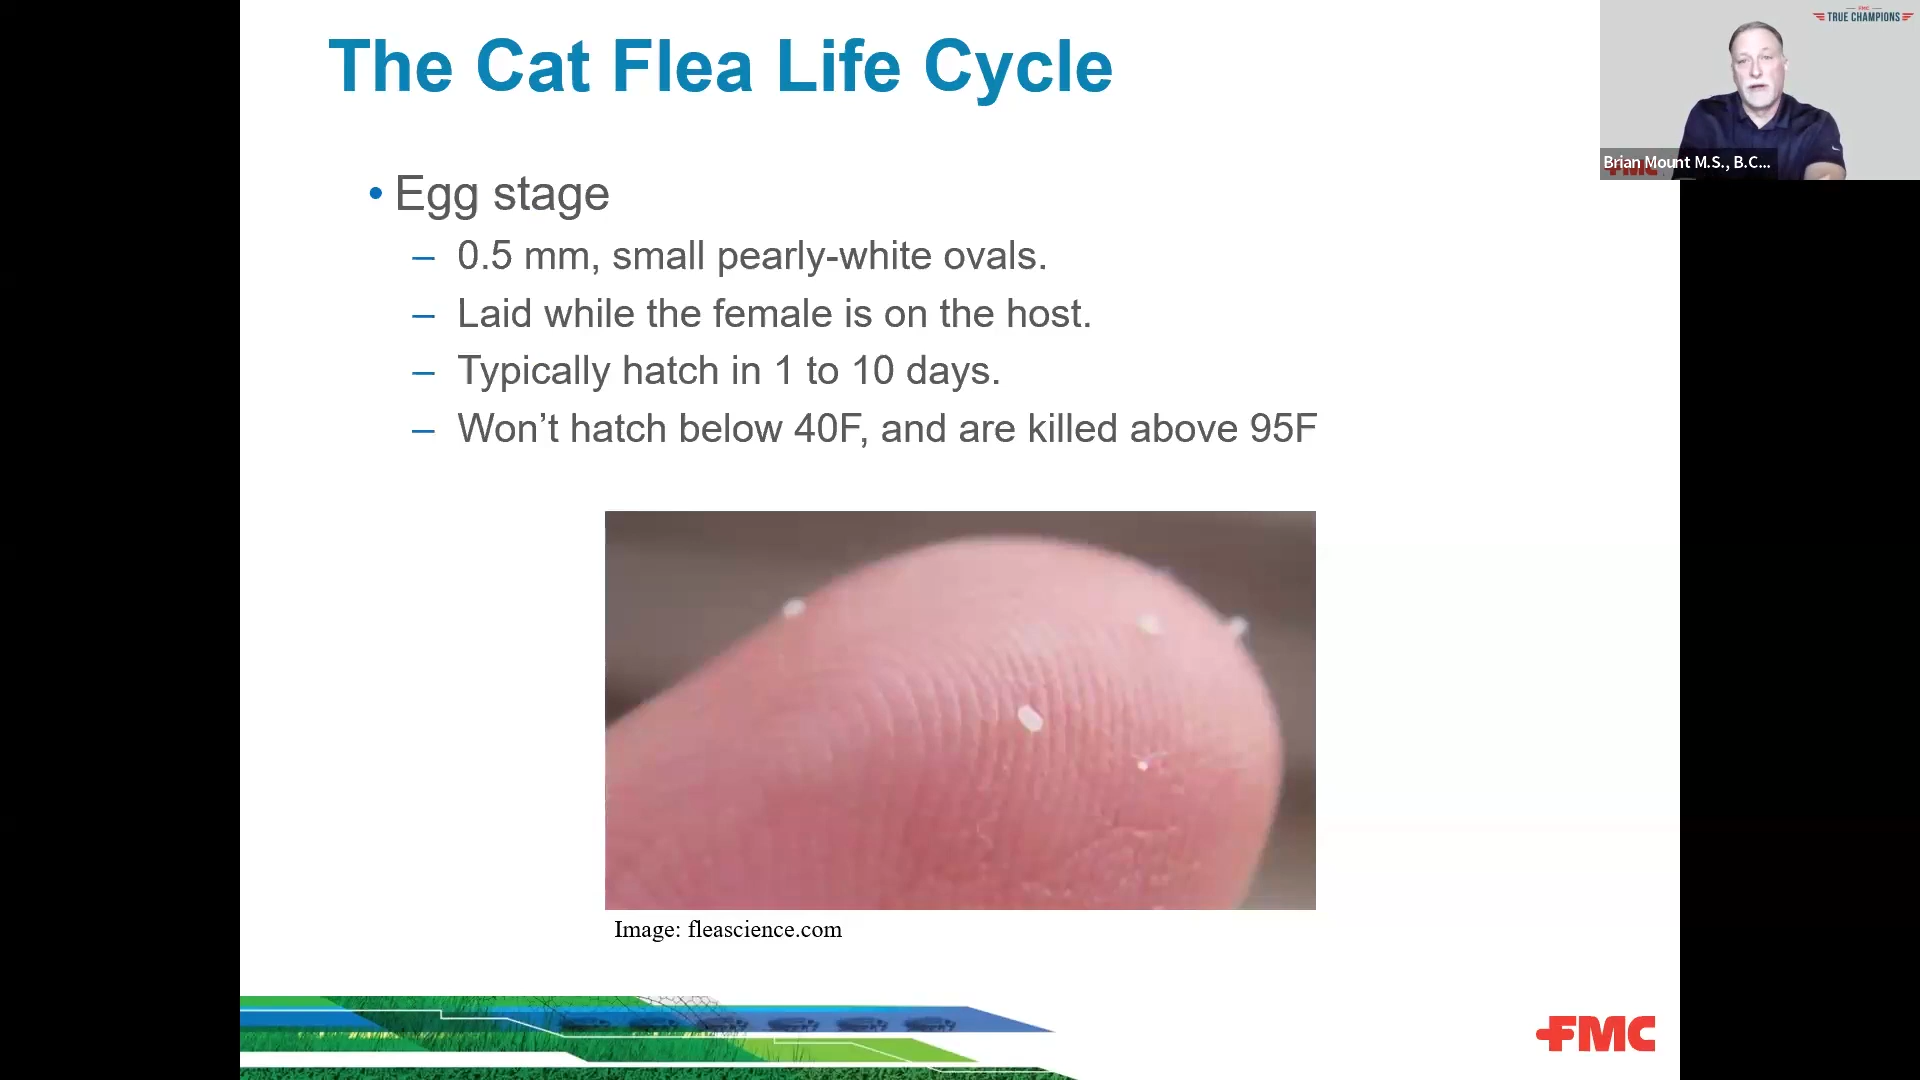 The Cat Flea Life Cycle
FMC
TRUE CHAMPIONS
Brian Mount M.S., B.C...
• Egg stage
– 0.5 mm, small pearly-white ovals.
– Laid while the female is on the host.
– Typically hatch in 1 to 10 days.
– Won't hatch below 40F, and are killed above 95F
Image: fleascience.com
FMC